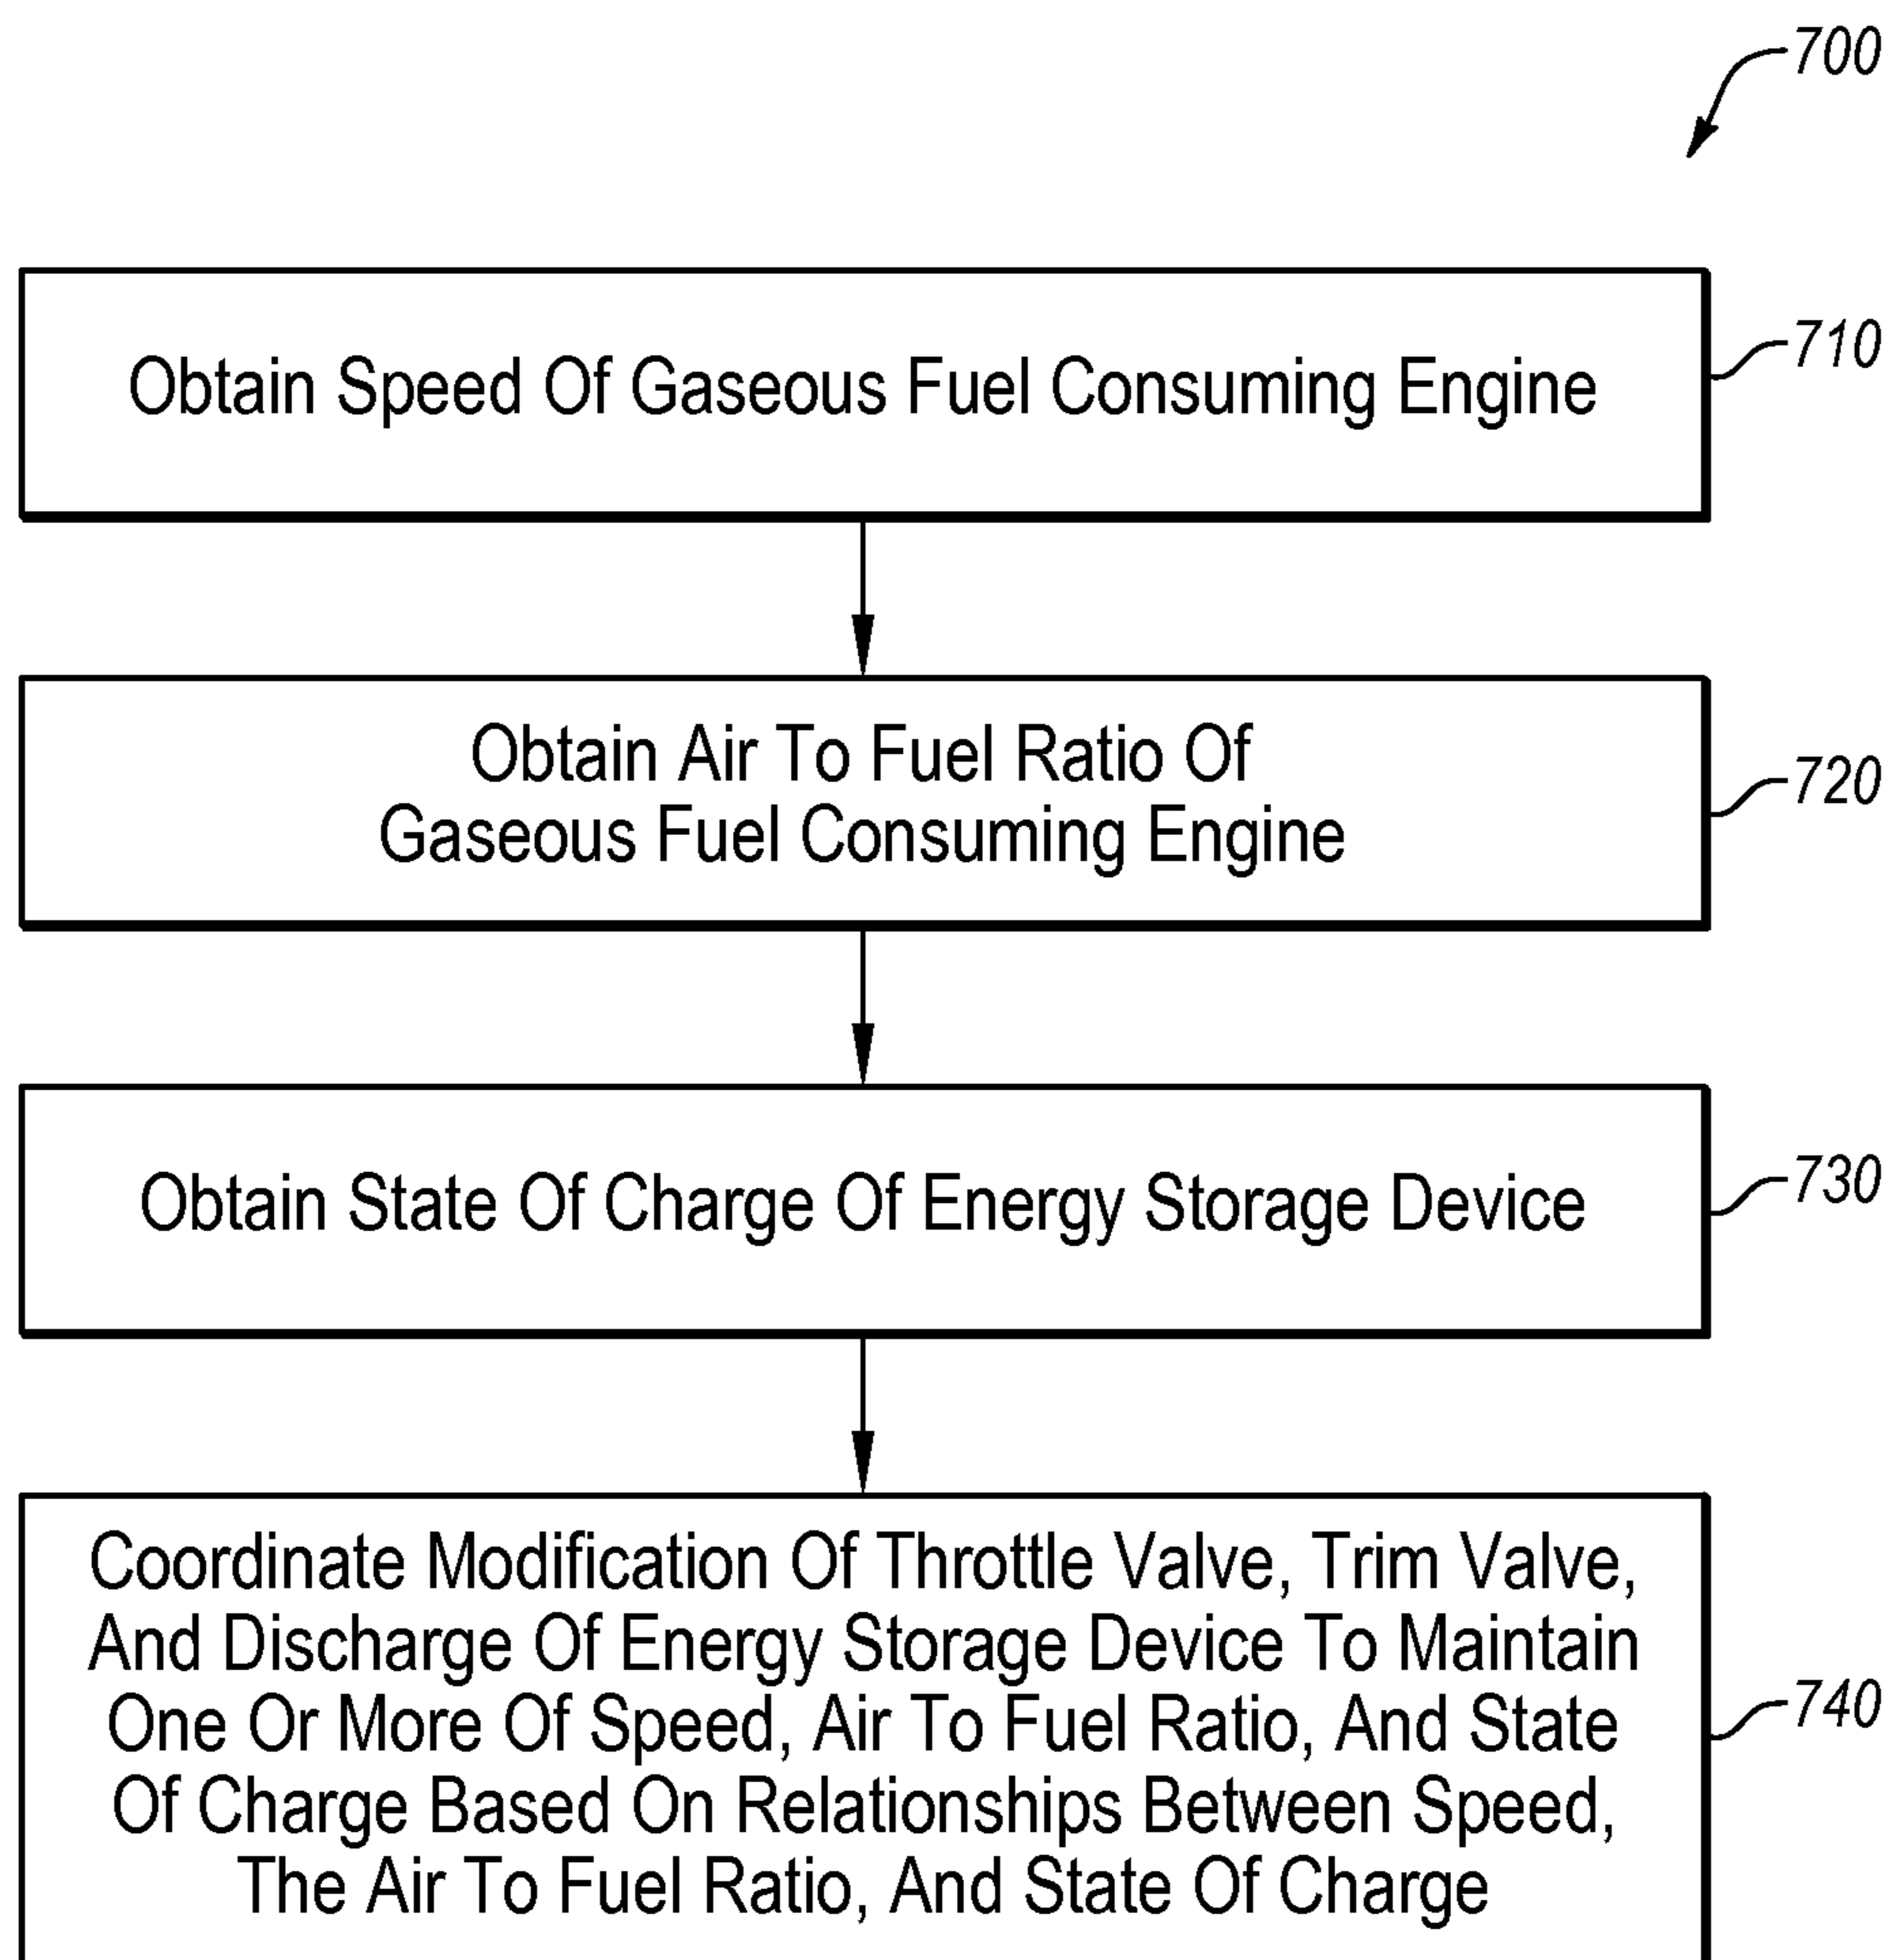 700
Obtain Speed Of Gaseous Fuel Consuming Engine
710
Obtain Air To Fuel Ratio Of
Gaseous Fuel Consuming Engine
720
Obtain State Of Charge Of Energy Storage Device
730
Coordinate Modification Of Throttle Valve, Trim Valve,
And Discharge Of Energy Storage Device To Maintain
One Or More Of Speed, Air To Fuel Ratio, And State
Of Charge Based On Relationships Between Speed,
The Air To Fuel Ratio, And State Of Charge
740